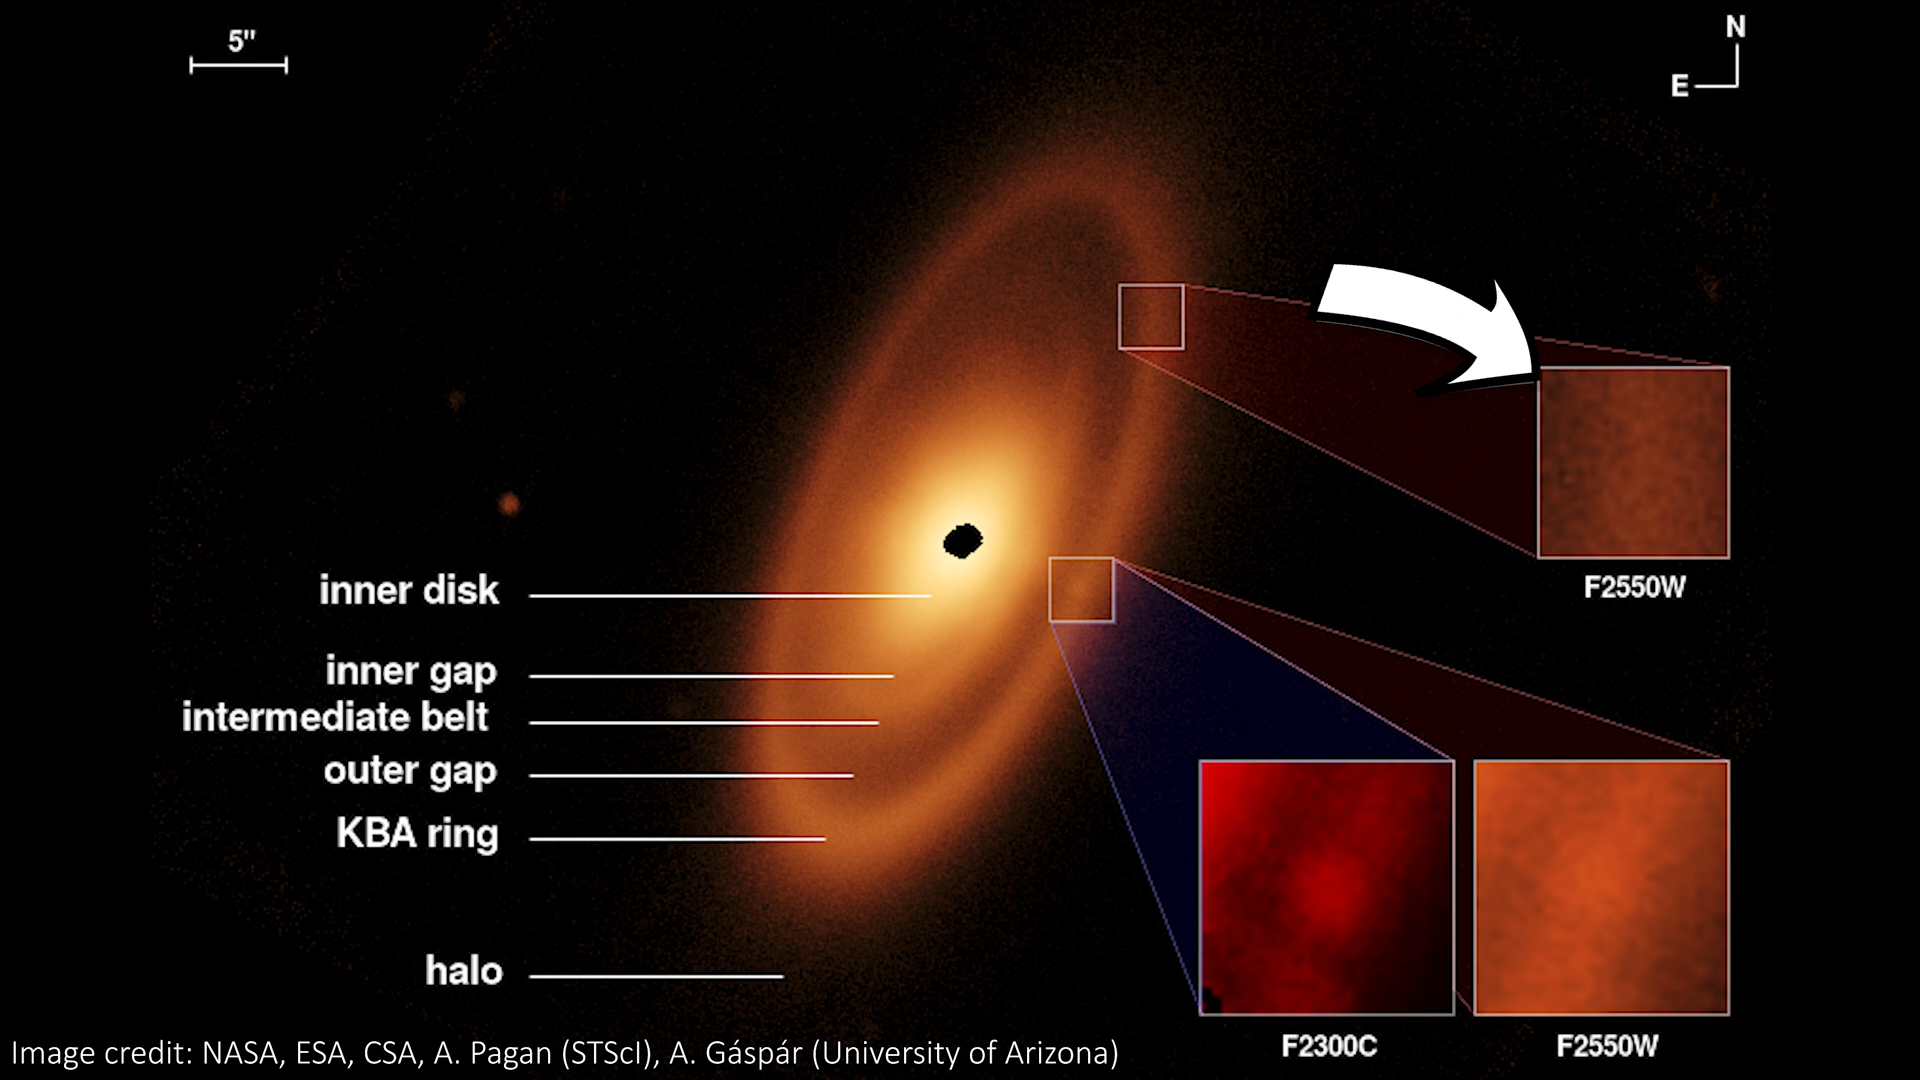 5"
N
E
inner disk
inner gap
intermediate belt
outer gap
KBA ring
halo
F2550W
F2300C
F2550W
Image credit: NASA, ESA, CSA, A. Pagan (STScI), A. Gáspár (University of Arizona)